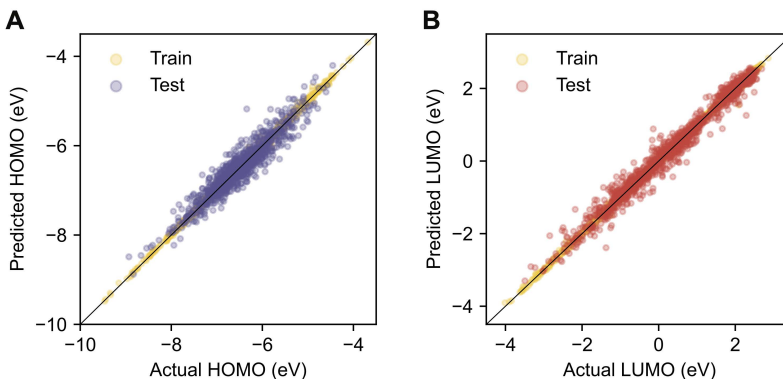 A
Train
Test
Predicted HOMO (eV)
−4
−6
−8
−10
−10 −8 −6 −4
Actual HOMO (eV)
B
Train
Test
Predicted LUMO (eV)
2
0
−2
−4
−4 −2 0 2
Actual LUMO (eV)